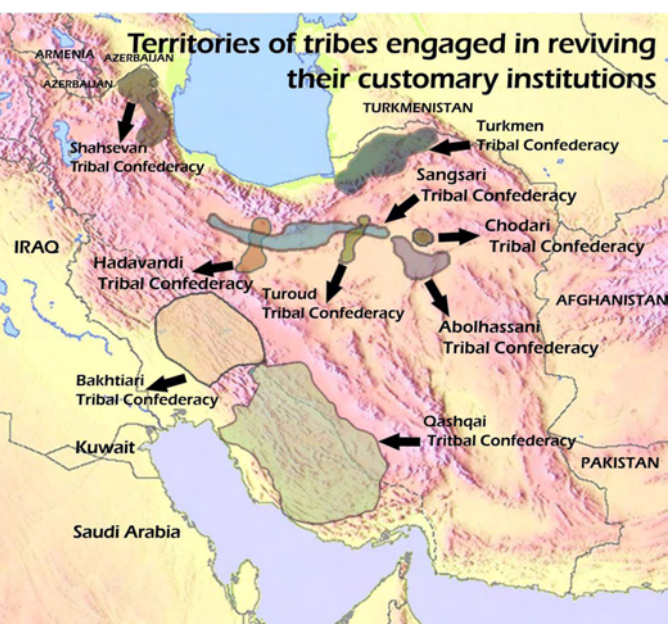 Territories of tribes engaged in reviving
their customary institutions
ARMENIA
AZERBAIJAN
AZERBAIJAN
TURKMENISTAN
Turkmen
Tribal Confederacy
Shahsevan
Tribal Confederacy
Sangsari
Tribal Confederacy
Chodari
Tribal Confederacy
IRAQ
Hadavandi
Tribal Confederacy
Turoud
Tribal Confederacy
AFGHANISTAN
Abolhassani
Tribal Confederacy
Bakhtiari
Tribal Confederacy
Qashqai
Tritbal Confederacy
Kuwait
PAKISTAN
Saudi Arabia